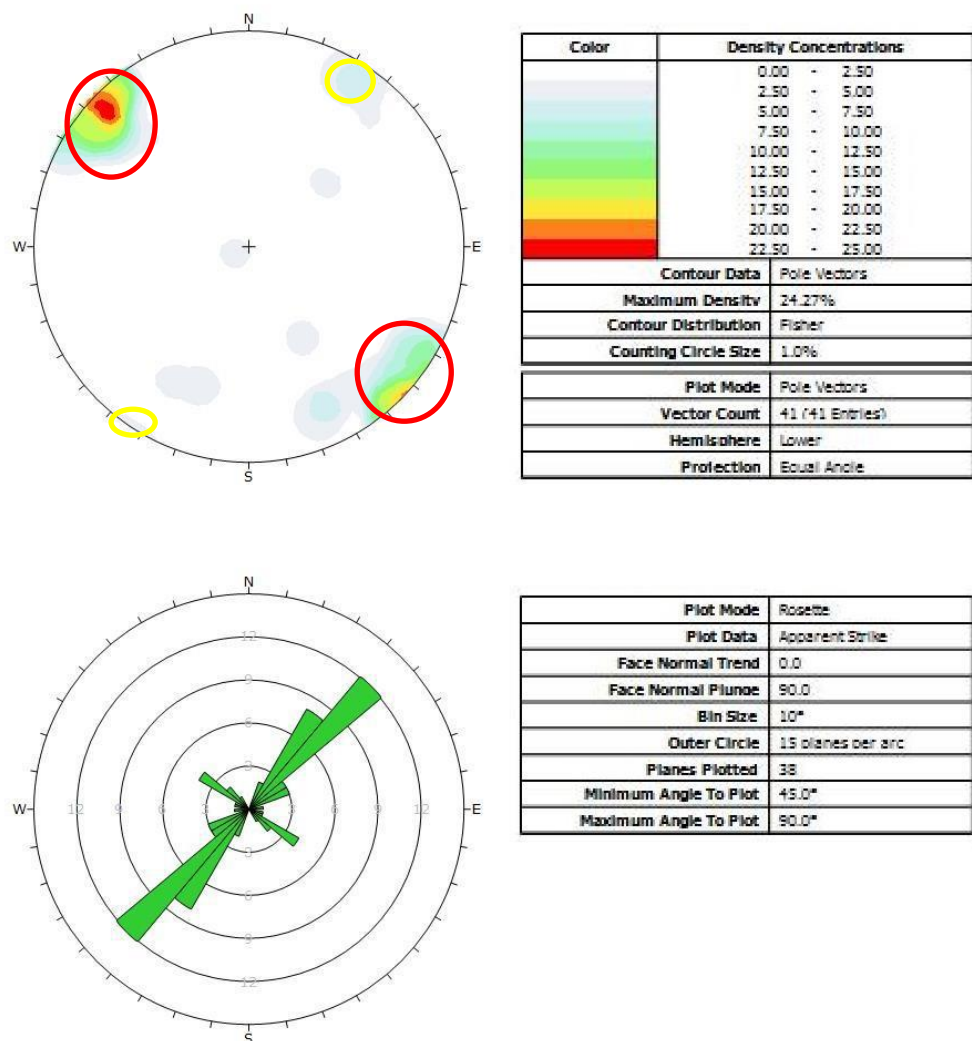 N
W
E
S
Color Density Concentrations
0.00 - 2.50
2.50 - 5.00
5.00 - 7.50
7.50 - 10.00
10.00 - 12.50
12.50 - 15.00
15.00 - 17.50
17.50 - 20.00
20.00 - 22.50
22.50 - 25.00
Contour Data Pole Vectors
Maximum Density 24.27%
Contour Distribution Fisher
Counting Circle Size 1.0%
Plot Mode Pole Vectors
Vector Count 41 (41 Entries)
Hemisphere Lower
Projection Equal Angle
N
12
9
6
3
W 12 9 6 3 3 6 9 12 E
3
6
9
12
S
Plot Mode Rosette
Plot Data Apparent Strike
Face Normal Trend 0.0
Face Normal Plunge 90.0
Bin Size 10°
Outer Circle 15 planes per arc
Planes Plotted 38
Minimum Angle To Plot 45.0°
Maximum Angle To Plot 90.0°